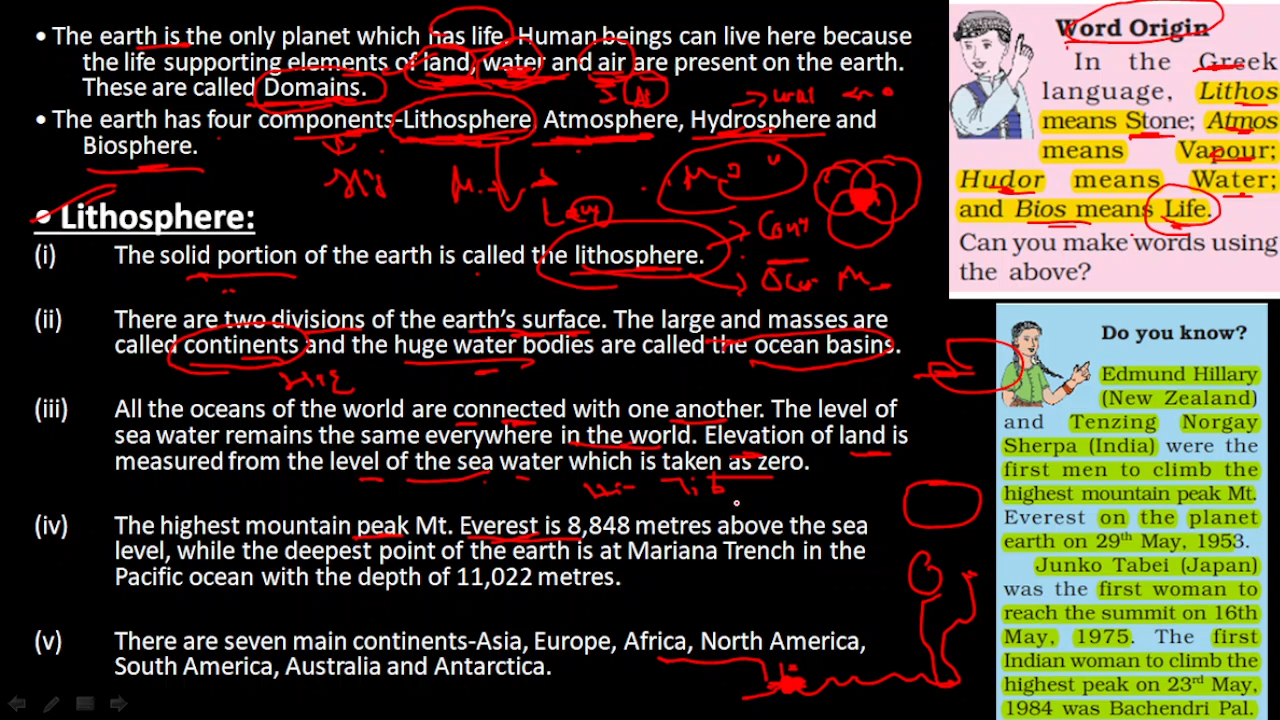 • The earth is the only planet which has life. Human beings can live here because
the life supporting elements of land, water and air are present on the earth.
These are called Domains.
• The earth has four components-Lithosphere, Atmosphere, Hydrosphere and
Biosphere.
• Lithosphere:
(i) The solid portion of the earth is called the lithosphere.
(ii) There are two divisions of the earth's surface. The large and masses are
called continents and the huge water bodies are called the ocean basins.
(iii) All the oceans of the world are connected with one another. The level of
sea water remains the same everywhere in the world. Elevation of land is
measured from the level of the sea water which is taken as zero.
(iv) The highest mountain peak Mt. Everest is 8,848 metres above the sea
level, while the deepest point of the earth is at Mariana Trench in the
Pacific ocean with the depth of 11,022 metres.
(v) There are seven main continents-Asia, Europe, Africa, North America,
South America, Australia and Antarctica.
Word Origin
In the Greek
language, Lithos
means Stone; Atmos
means Vapour;
Hudor means Water;
and Bios means Life.
Can you make words using
the above?
Do you know?
Edmund Hillary
(New Zealand)
and Tenzing Norgay
Sherpa (India) were the
first men to climb the
highest mountain peak Mt.
Everest on the planet
earth on 29th May, 1953.
Junko Tabei (Japan)
was the first woman to
reach the summit on 16th
May, 1975. The first
Indian woman to climb the
highest peak on 23rd May,
1984 was Bachendri Pal.